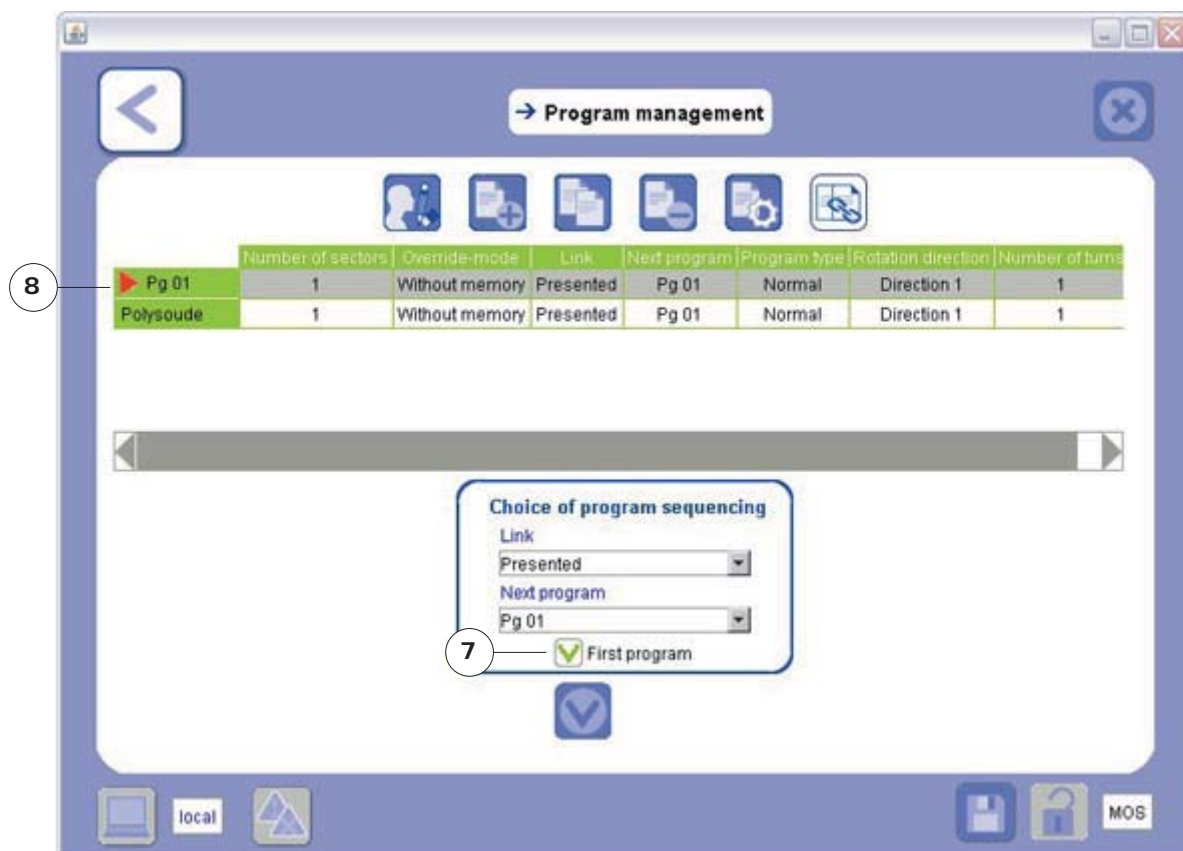 → Program management
Number of sectors Override-mode Link Next program Program type Rotation direction Number of turns
8
Pg 01 1 Without memory Presented Pg 01 Normal Direction 1 1
Polysoude 1 Without memory Presented Pg 01 Normal Direction 1 1
Choice of program sequencing
Link
Presented
Next program
Pg 01
7
First program
local
MOS